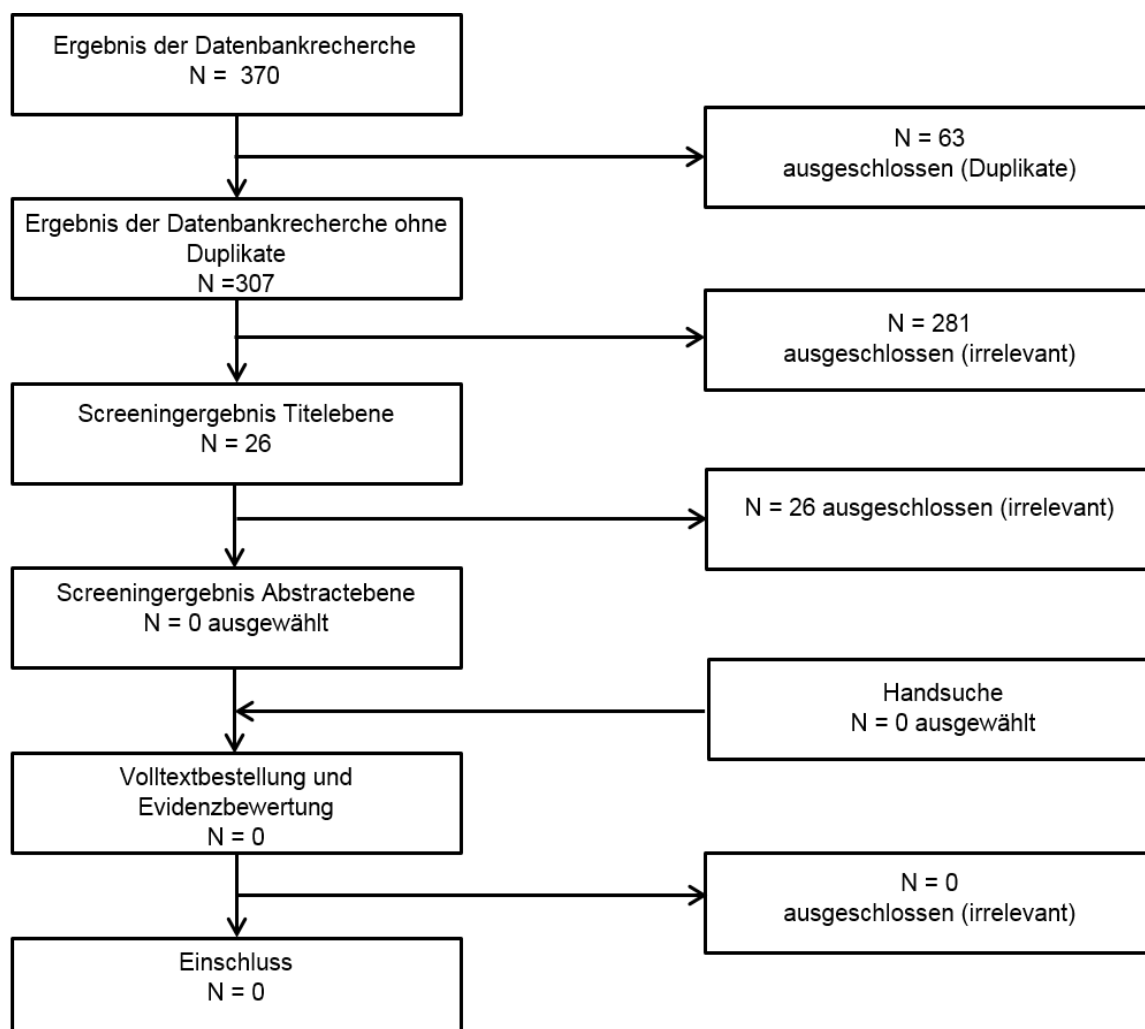 Ergebnis der Datenbankrecherche
N = 370
N = 63
ausgeschlossen (Duplikate)
Ergebnis der Datenbankrecherche ohne
Duplikate
N =307
N = 281
ausgeschlossen (irrelevant)
Screeningergebnis Titelebene
N = 26
N = 26 ausgeschlossen (irrelevant)
Screeningergebnis Abstractebene
N = 0 ausgewählt
Handsuche
N = 0 ausgewählt
Volltextbestellung und
Evidenzbewertung
N = 0
N = 0
ausgeschlossen (irrelevant)
Einschluss
N = 0